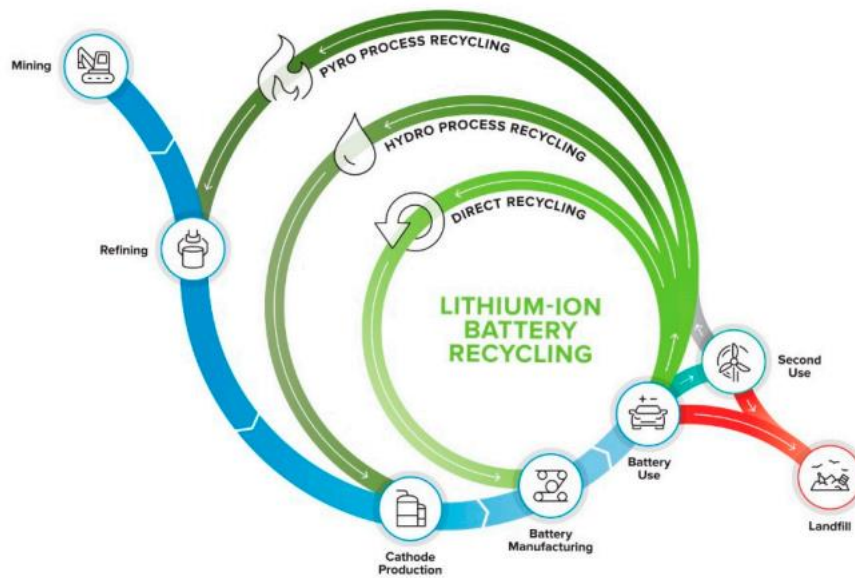 Mining
PYRO PROCESS RECYCLING
HYDRO PROCESS RECYCLING
DIRECT RECYCLING
Refining
LITHIUM-ION
BATTERY
RECYCLING
Second
Use
+ -
Battery
Use
Landfill
Battery
Manufacturing
Cathode
Production